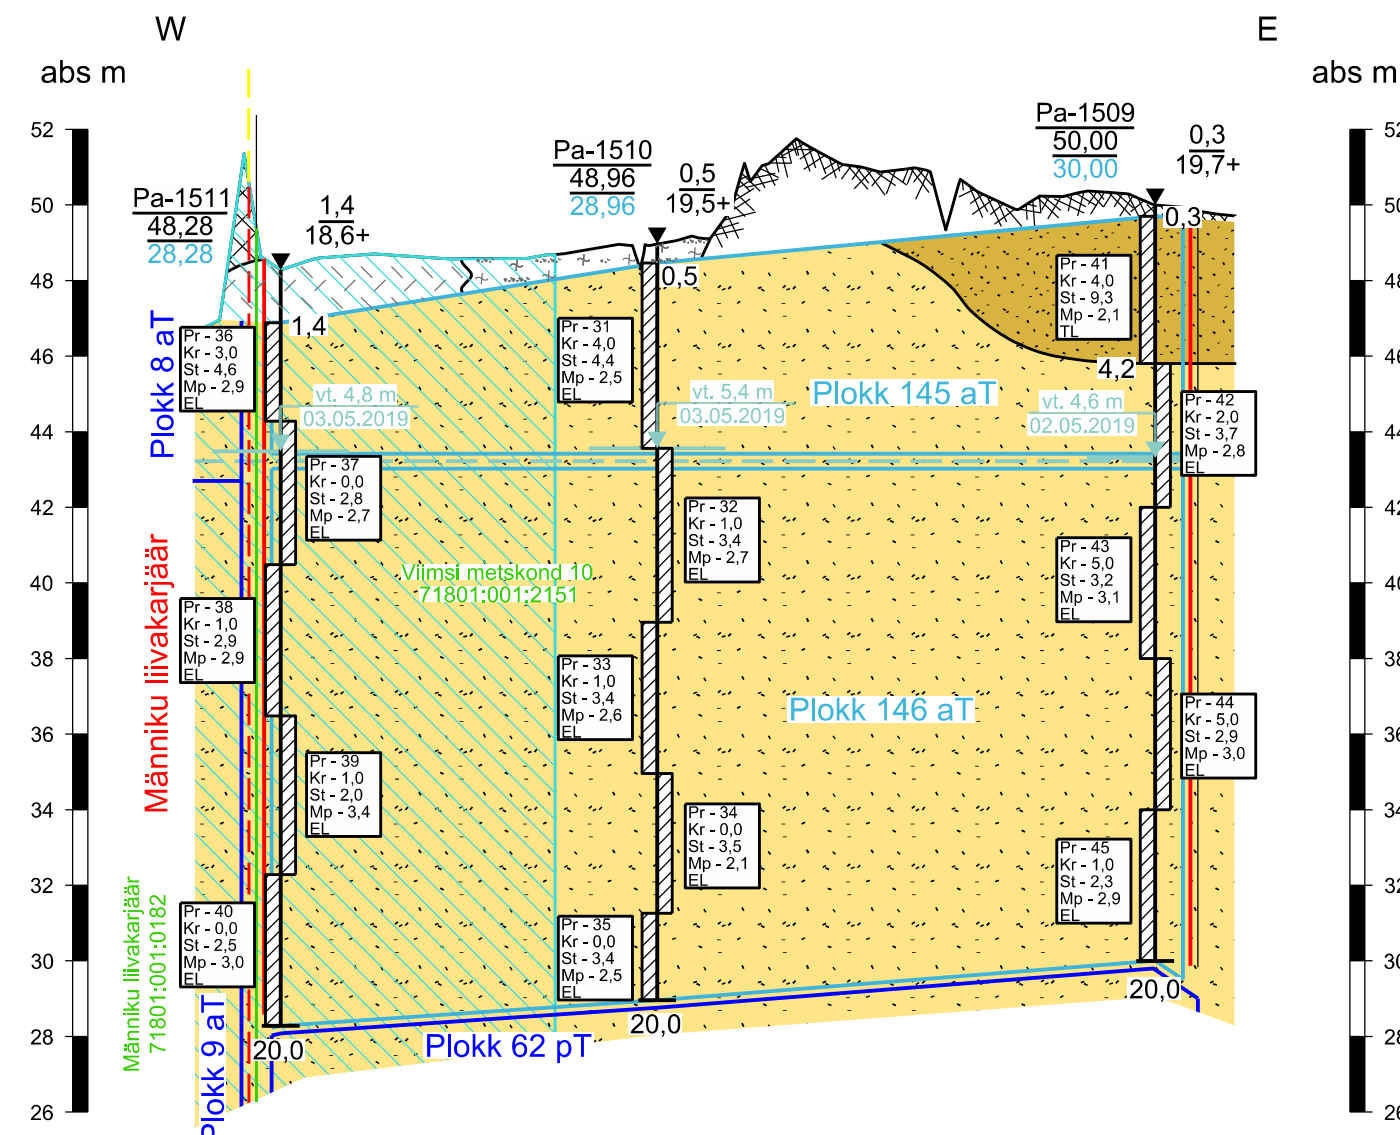 W
E
abs m
abs m
52
50
48
46
44
42
40
38
36
34
32
30
28
26
Pa-1511
48,28
28,28
1,4
18,6+
Pa-1510
48,96
28,96
0,5
19,5+
Pa-1509
50,00
30,00
0,3
19,7+
0,3
0,5
1,4
4,2
Pr - 36
Kr - 3,0
St - 4,6
Mp - 2,9
EL
Pr - 37
Kr - 0,0
St - 2,8
Mp - 2,7
EL
Pr - 38
Kr - 1,0
St - 2,9
Mp - 2,9
EL
Pr - 39
Kr - 1,0
St - 2,0
Mp - 3,4
EL
Pr - 40
Kr - 0,0
St - 2,5
Mp - 3,0
EL
Pr - 31
Kr - 4,0
St - 4,4
Mp - 2,5
EL
Pr - 32
Kr - 1,0
St - 3,4
Mp - 2,7
EL
Pr - 33
Kr - 1,0
St - 3,4
Mp - 2,6
EL
Pr - 34
Kr - 0,0
St - 3,5
Mp - 2,1
EL
Pr - 35
Kr - 0,0
St - 3,4
Mp - 2,5
EL
Pr - 41
Kr - 4,0
St - 9,3
Mp - 2,1
TL
Pr - 42
Kr - 2,0
St - 3,7
Mp - 2,8
EL
Pr - 43
Kr - 5,0
St - 3,2
Mp - 3,1
EL
Pr - 44
Kr - 5,0
St - 2,9
Mp - 3,0
EL
Pr - 45
Kr - 1,0
St - 2,3
Mp - 2,9
EL
vt. 4,8 m
03.05.2019
vt. 5,4 m
03.05.2019
vt. 4,6 m
02.05.2019
Plokk 145 aT
Plokk 146 aT
Viimsi metskond 10
71801:001:2151
Plokk 8 aT
Männiku liivakarjäär
Männiku liivakarjäär
71801:001:0182
Plokk 9 aT
Plokk 62 pT
20,0
20,0
20,0